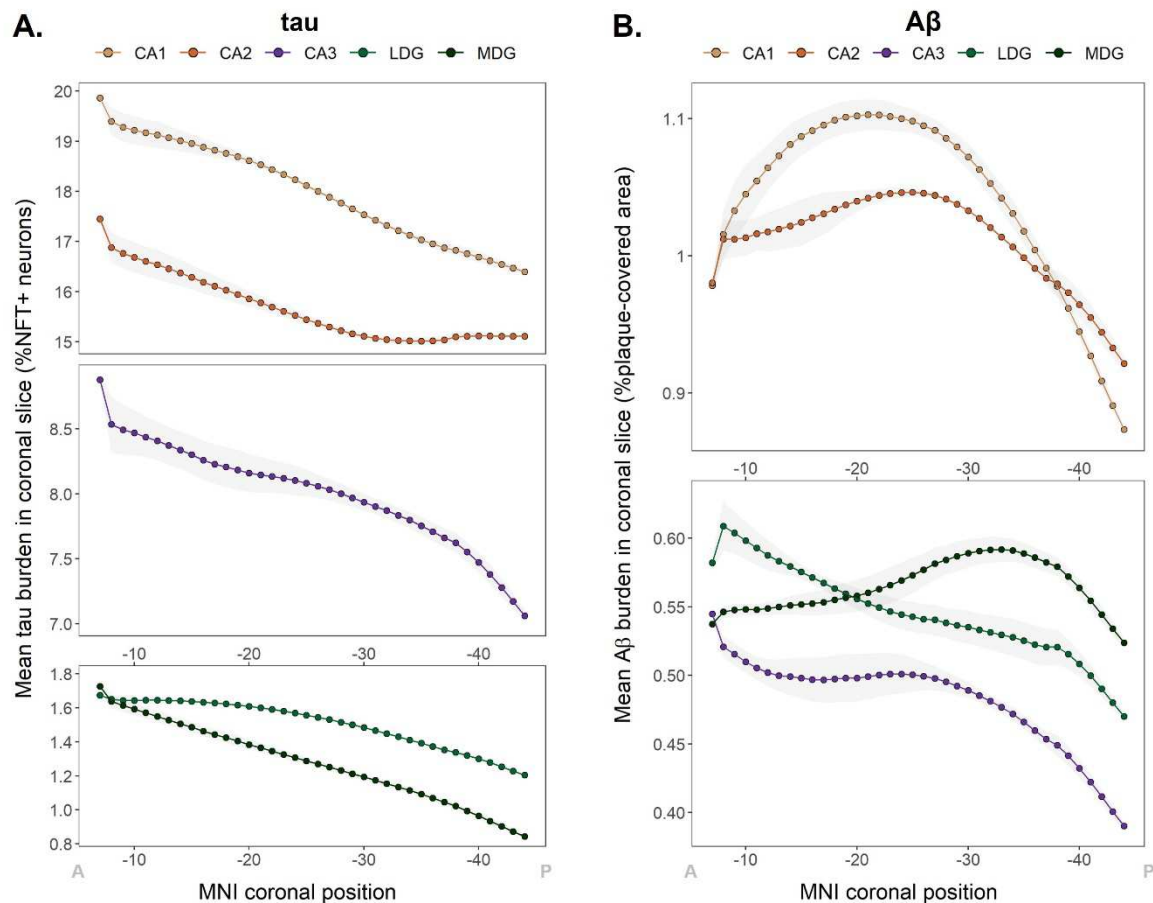 A.
tau
CA1 CA2 CA3 LDG MDG
Mean tau burden in coronal slice (%NFT+ neurons)
20
19
18
17
16
15
8.5
8.0
7.5
7.0
-10 -20 -30 -40
1.8
1.6
1.4
1.2
1.0
0.8
-10 -20 -30 -40
A P
MNI coronal position
B.
Aβ
CA1 CA2 CA3 LDG MDG
Mean Aβ burden in coronal slice (%plaque-covered area)
1.1
1
0.9
-10 -20 -30 -40
0.60
0.55
0.50
0.45
0.40
-10 -20 -30 -40
A P
MNI coronal position